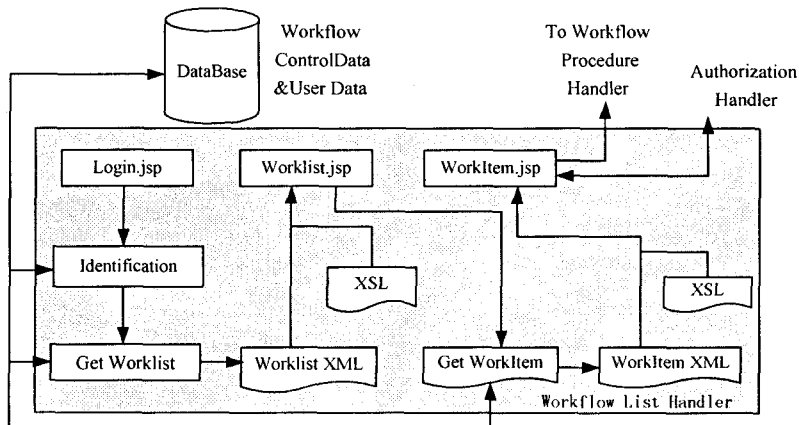 DataBase
Workflow
ControlData
&User Data
To Workflow
Procedure
Handler
Authorization
Handler
Login.jsp
Worklist.jsp
WorkItem.jsp
Identification
XSL
XSL
Get Worklist
Worklist XML
Get WorkItem
WorkItem XML
Workflow List Handler